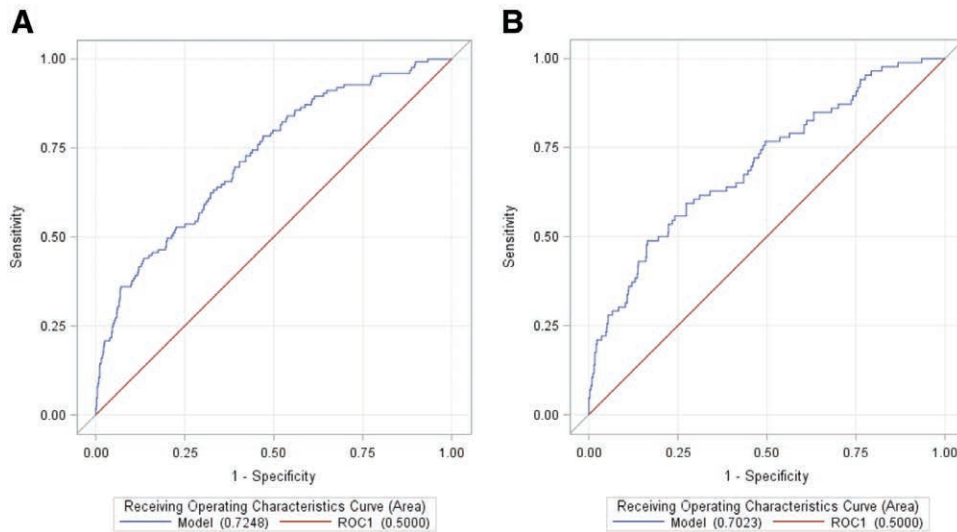 A
1.00
0.75
0.50
0.25
0.00
Sensitivity
0.00 0.25 0.50 0.75 1.00
1 - Specificity
Receiving Operating Characteristics Curve (Area)
Model (0.7248) ROC1 (0.5000)
B
1.00
0.75
0.50
0.25
0.00
Sensitivity
0.00 0.25 0.50 0.75 1.00
1 - Specificity
Receiving Operating Characteristics Curve (Area)
Model (0.7023) ROC1 (0.5000)